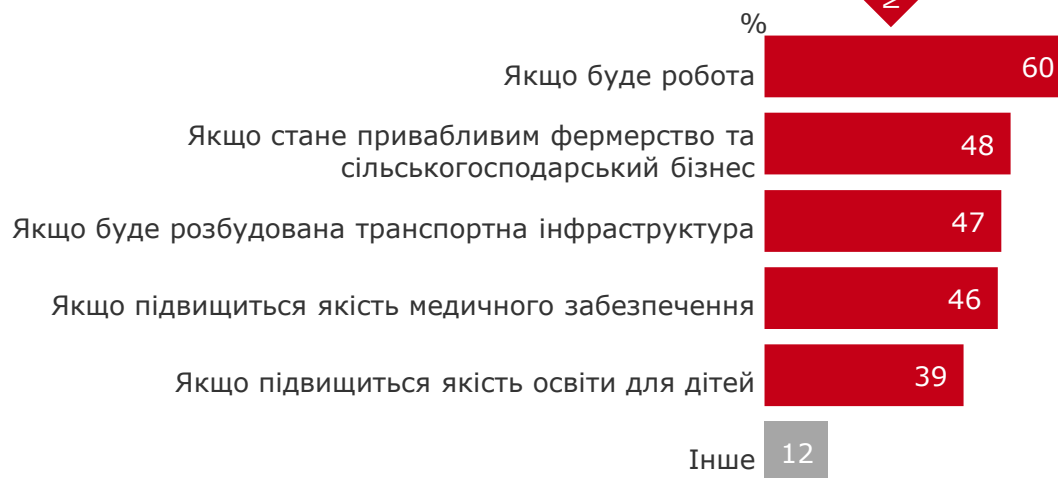 %
Якщо буде робота 60
Якщо стане привабливим фермерство та
сільськогосподарський бізнес 48
Якщо буде розбудована транспортна інфраструктура 47
Якщо підвищиться якість медичного забезпечення 46
Якщо підвищиться якість освіти для дітей 39
Інше 12